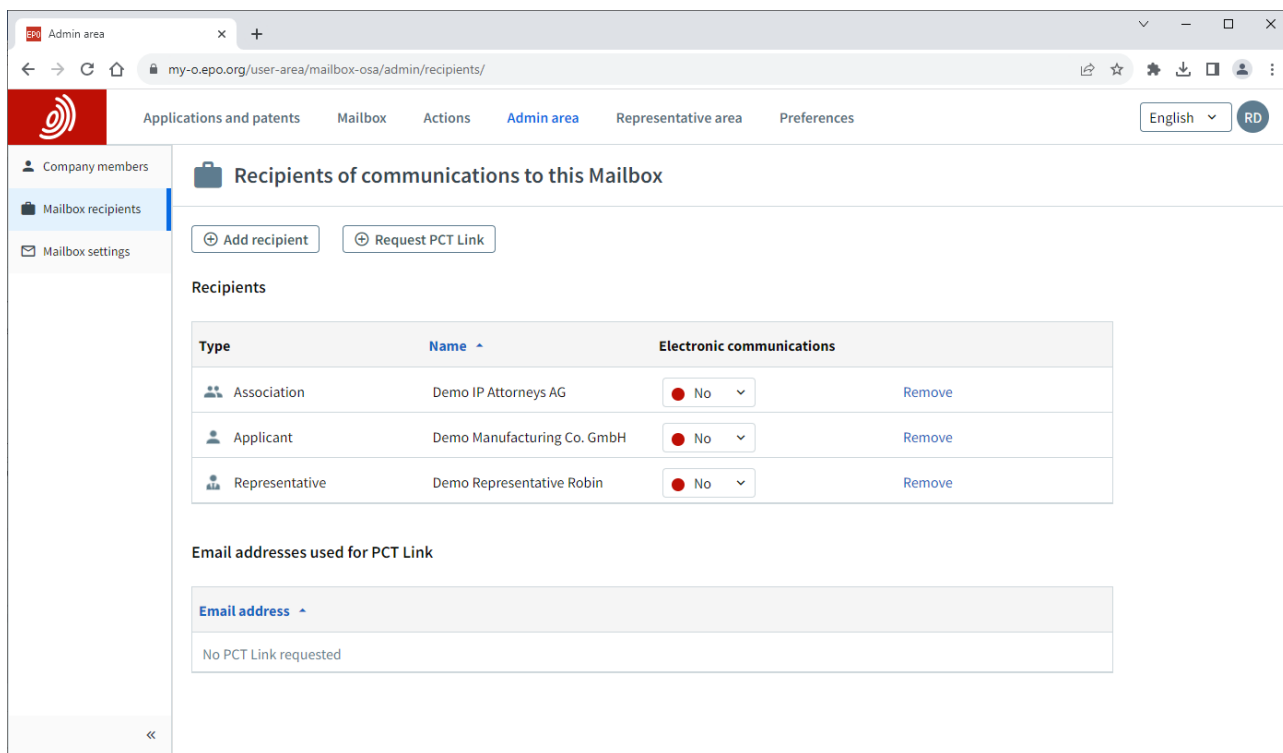 EPO Admin area
my-o.epo.org/user-area/mailbox-osa/admin/recipients/
Applications and patents Mailbox Actions Admin area Representative area Preferences English RD
Company members
Mailbox recipients
Mailbox settings
Recipients of communications to this Mailbox
Add recipient Request PCT Link
Recipients
Type Name Electronic communications
Association Demo IP Attorneys AG No Remove
Applicant Demo Manufacturing Co. GmbH No Remove
Representative Demo Representative Robin No Remove
Email addresses used for PCT Link
Email address
No PCT Link requested